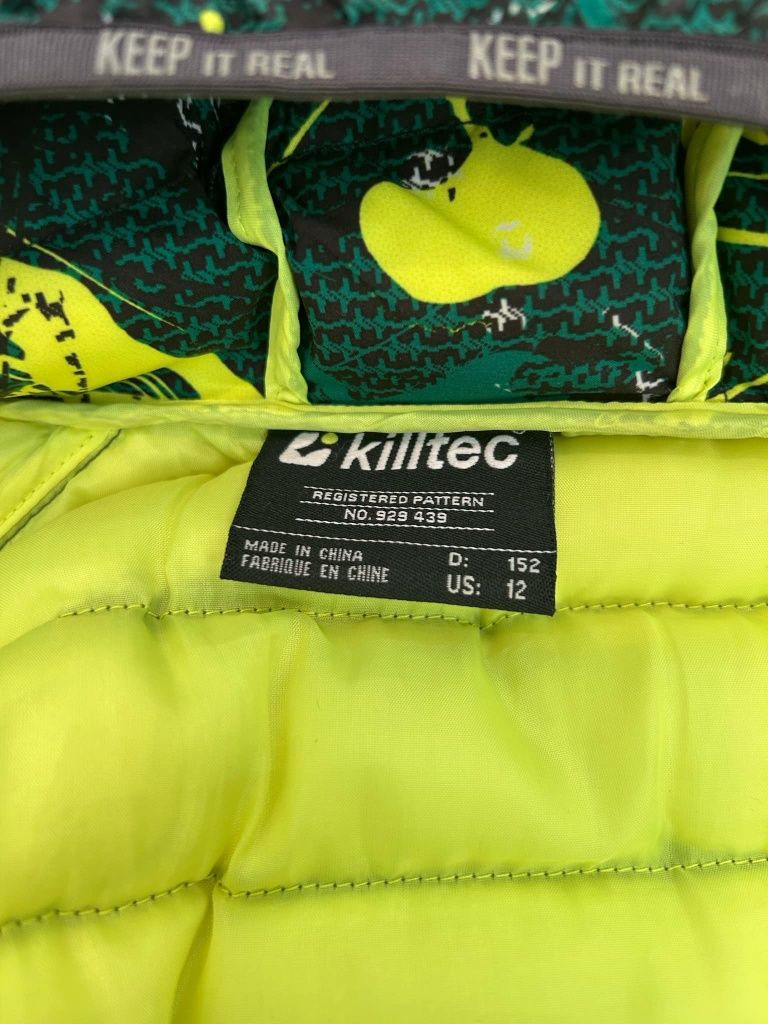 KEEP IT REAL KEEP IT REAL
killtec
REGISTERED PATTERN
NO. 929 439
MADE IN CHINA
FABRIQUE EN CHINE
D: 152
US: 12